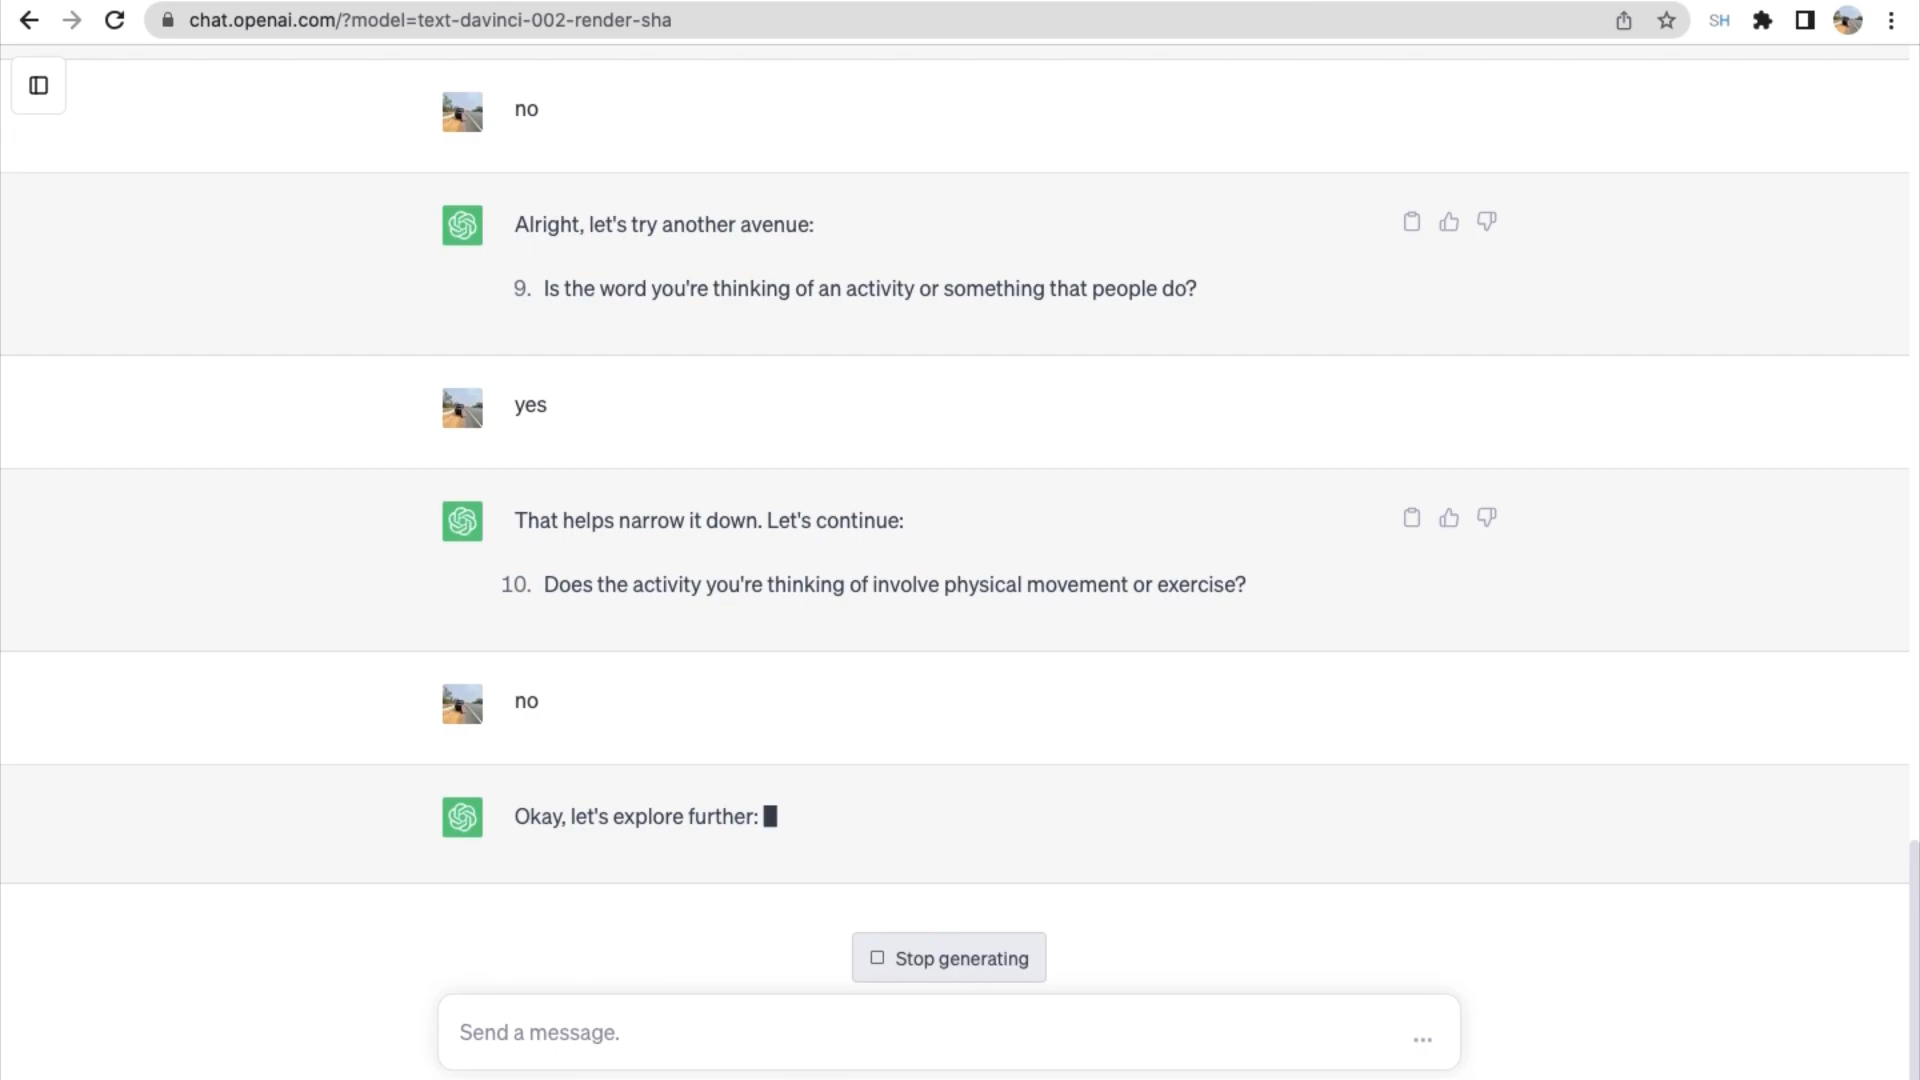 chat.openai.com/?model=text-davinci-002-render-sha
SH
no
Alright, let's try another avenue:
9. Is the word you're thinking of an activity or something that people do?
yes
That helps narrow it down. Let's continue:
10. Does the activity you're thinking of involve physical movement or exercise?
no
Okay, let's explore further:
Stop generating
Send a message.